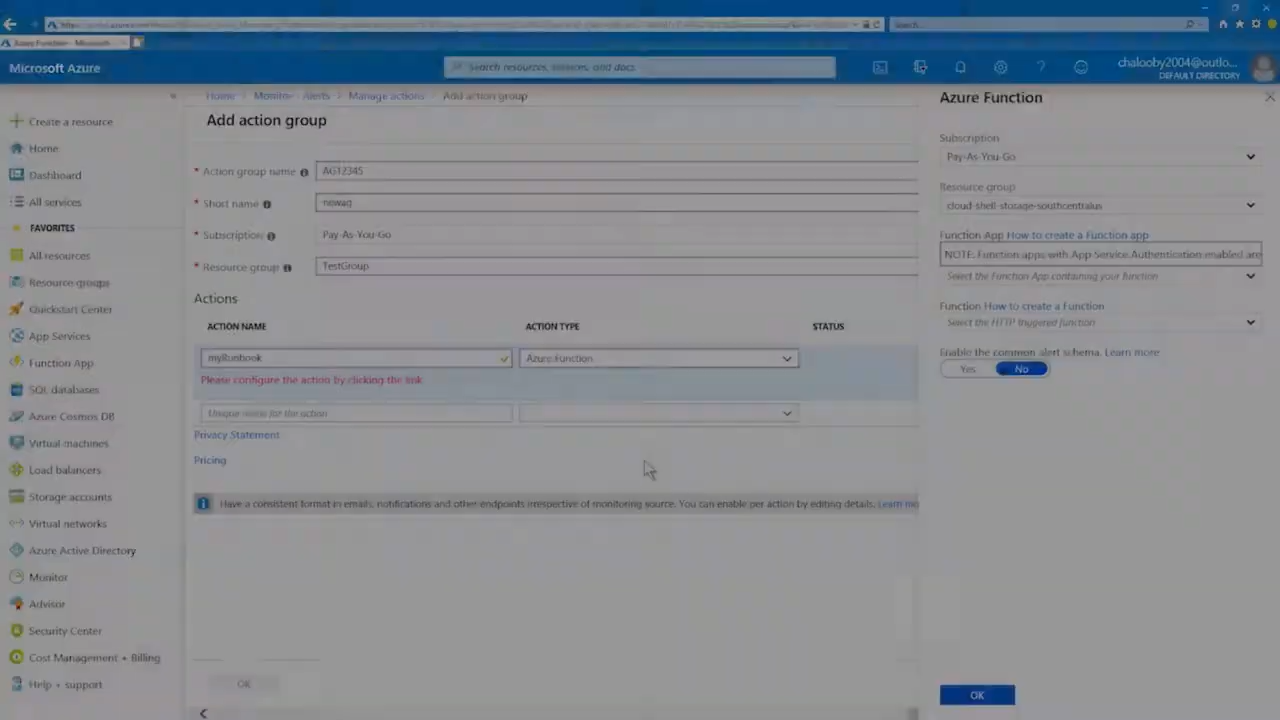 Search...
Azure Function - Microsoft
Microsoft Azure
Search resources, services, and docs
chalooby2004@outlo...
DEFAULT DIRECTORY
Create a resource
Home
Dashboard
All services
FAVORITES
All resources
Resource groups
Quickstart Center
App Services
Function App
SQL databases
Azure Cosmos DB
Virtual machines
Load balancers
Storage accounts
Virtual networks
Azure Active Directory
Monitor
Advisor
Security Center
Cost Management + Billing
Help + support
Home > Monitor - Alerts > Manage actions > Add action group
Add action group
* Action group name AG12345
* Short name
* Subscription Pay-As-You-Go
* Resource group TestGroup
Actions
ACTION NAME ACTION TYPE STATUS
myRunbook Azure Function
Please configure the action by clicking the link.
Unique name for the action
Privacy Statement
Pricing
Have a consistent format in emails, notifications and other endpoints irrespective of monitoring source. You can enable per action by editing details. Learn mo
OK
Azure Function
Subscription
Pay-As-You-Go
Resource group
cloud-shell-storage-southcentralus
Function App How to create a Function app
NOTE: Function apps with App Service Authentication enabled are
Select the Function App containing your function
Function How to create a Function
Select the HTTP triggered function
Enable the common alert schema. Learn more
Yes No
OK